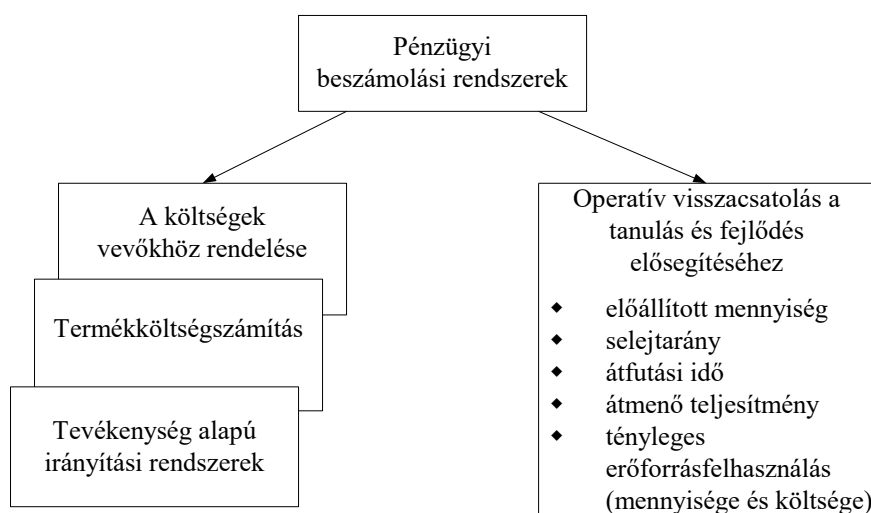 Pénzügyi
beszámolási rendszerek
A költségek
vevőkhöz rendelése
Termékköltségszámítás
Tevékenység alapú
irányítási rendszerek
Operatív visszacsatolás a
tanulás és fejlődés
elősegítéséhez
◆ előállított mennyiség
◆ selejtarány
◆ átfutási idő
◆ átmenő teljesítmény
◆ tényleges
erőforrásfelhasználás
(mennyisége és költsége)